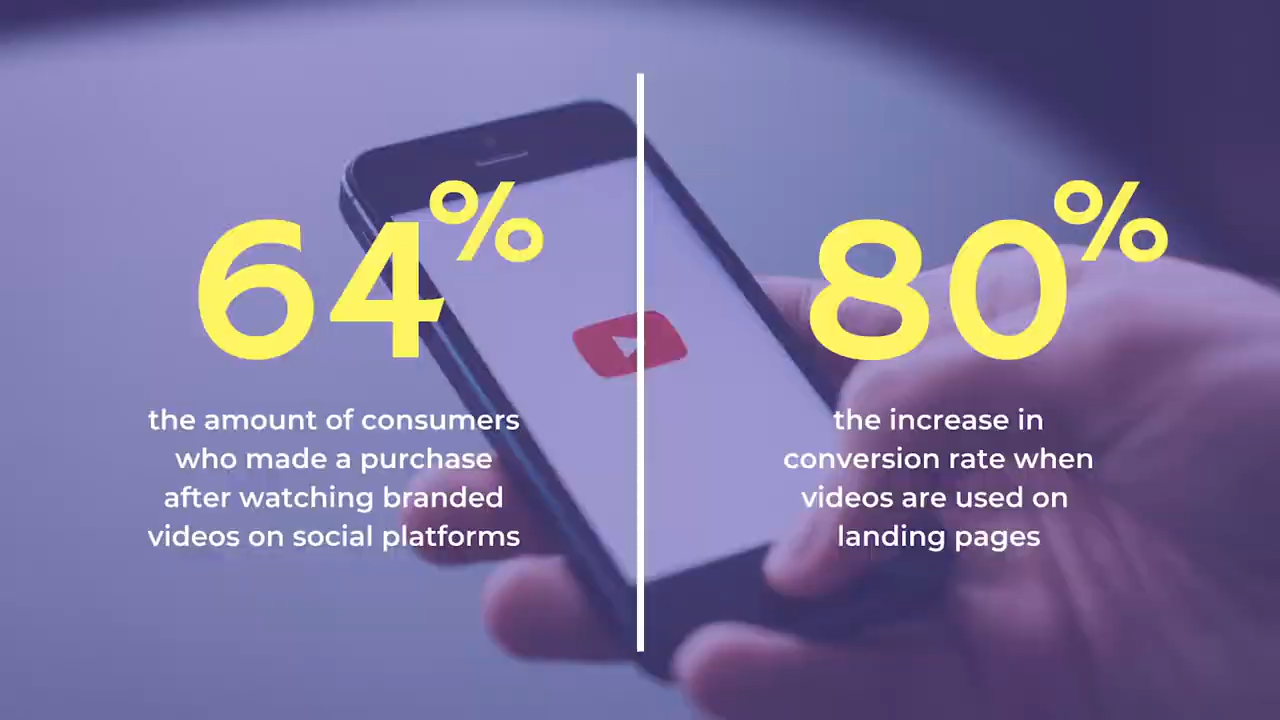 64%
the amount of consumers
who made a purchase
after watching branded
videos on social platforms
80%
the increase in
conversion rate when
videos are used on
landing pages